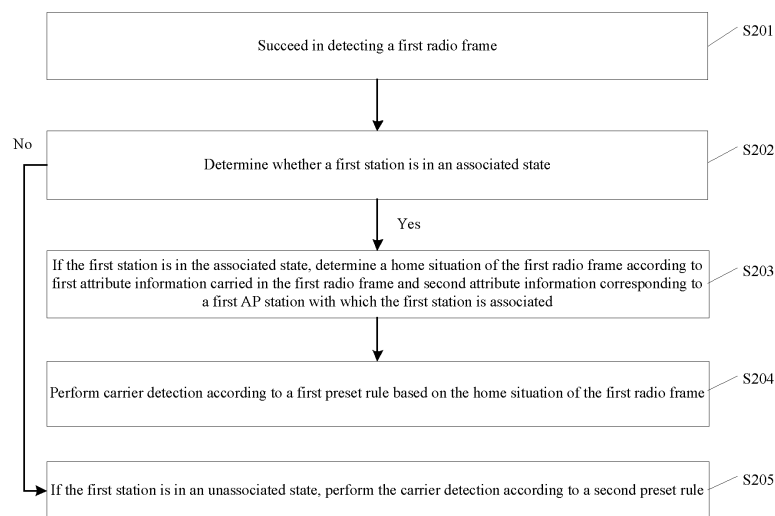 Succeed in detecting a first radio frame
S201
No
Determine whether a first station is in an associated state
S202
Yes
If the first station is in the associated state, determine a home situation of the first radio frame according to
first attribute information carried in the first radio frame and second attribute information corresponding to
a first AP station with which the first station is associated
S203
Perform carrier detection according to a first preset rule based on the home situation of the first radio frame
S204
If the first station is in an unassociated state, perform the carrier detection according to a second preset rule
S205